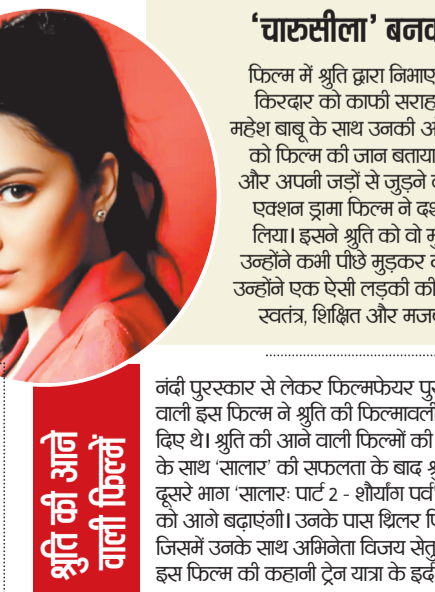 ‘चारुसीला’ बनक
फिल्म में श्रुति द्वारा निभाए
किरदार को काफी सराह
महेश बाबू के साथ उनकी
को फिल्म की जान बताया
और अपनी जड़ों से जुड़ने
एक्शन ड्रामा फिल्म ने
लिया। इसने श्रुति को वो
उन्होंने कभी पीछे मुड़कर
उन्होंने एक ऐसी लड़की की
स्वतंत्र, शिक्षित और मजब
श्रुति की आने
वाली फिल्में
नंदी पुरस्कार से लेकर फिल्मफेयर पु
वाली इस फिल्म ने श्रुति की फिल्मावली
दिए थे। श्रुति की आने वाली फिल्मों की
के साथ ‘सालार’ की सफलता के बाद
दूसरे भाग ‘सालारः पार्ट 2 - शौर्यांग पर्व
को आगे बढ़ाएंगी। उनके पास थ्रिलर
जिसमें उनके साथ अभिनेता विजय सेतु
इस फिल्म की कहानी ट्रेन यात्रा के इर्द